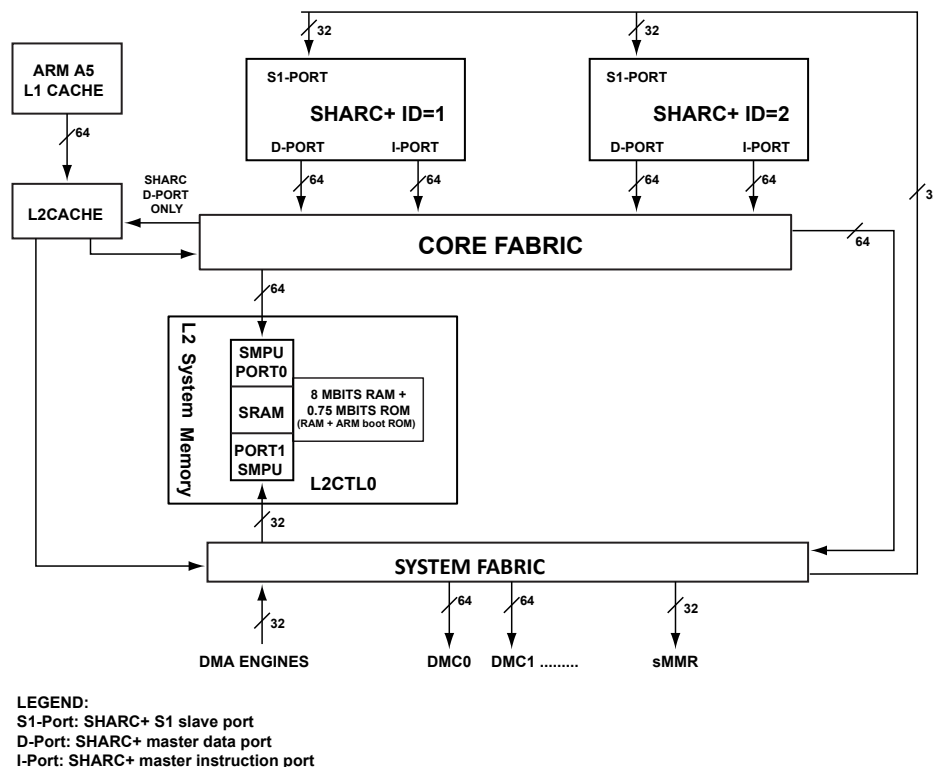 32
32
ARM A5
L1 CACHE
S1-PORT
SHARC+ ID=1
D-PORT
I-PORT
S1-PORT
SHARC+ ID=2
D-PORT
I-PORT
64
64
64
64
64
3
SHARC
D-PORT
ONLY
L2CACHE
CORE FABRIC
64
64
L2 System Memory
SMPU
PORT0
SRAM
PORT1
SMPU
8 MBITS RAM +
0.75 MBITS ROM
(RAM + ARM boot ROM)
L2CTL0
32
SYSTEM FABRIC
32
64
64
32
DMA ENGINES
DMC0
DMC1 .........
sMMR
LEGEND:
S1-Port: SHARC+ S1 slave port
D-Port: SHARC+ master data port
I-Port: SHARC+ master instruction port